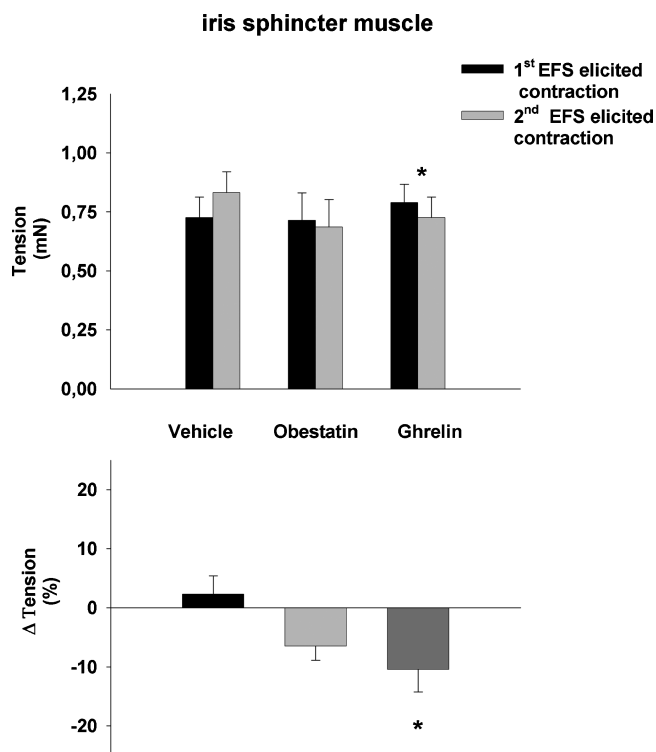 iris sphincter muscle
1st EFS elicited
contraction
2nd EFS elicited
contraction
1,25
1,00
0,75
0,50
0,25
0,00
Tension
(mN)
*
Vehicle Obestatin Ghrelin
20
10
0
-10
-20
Δ Tension
(%)
*